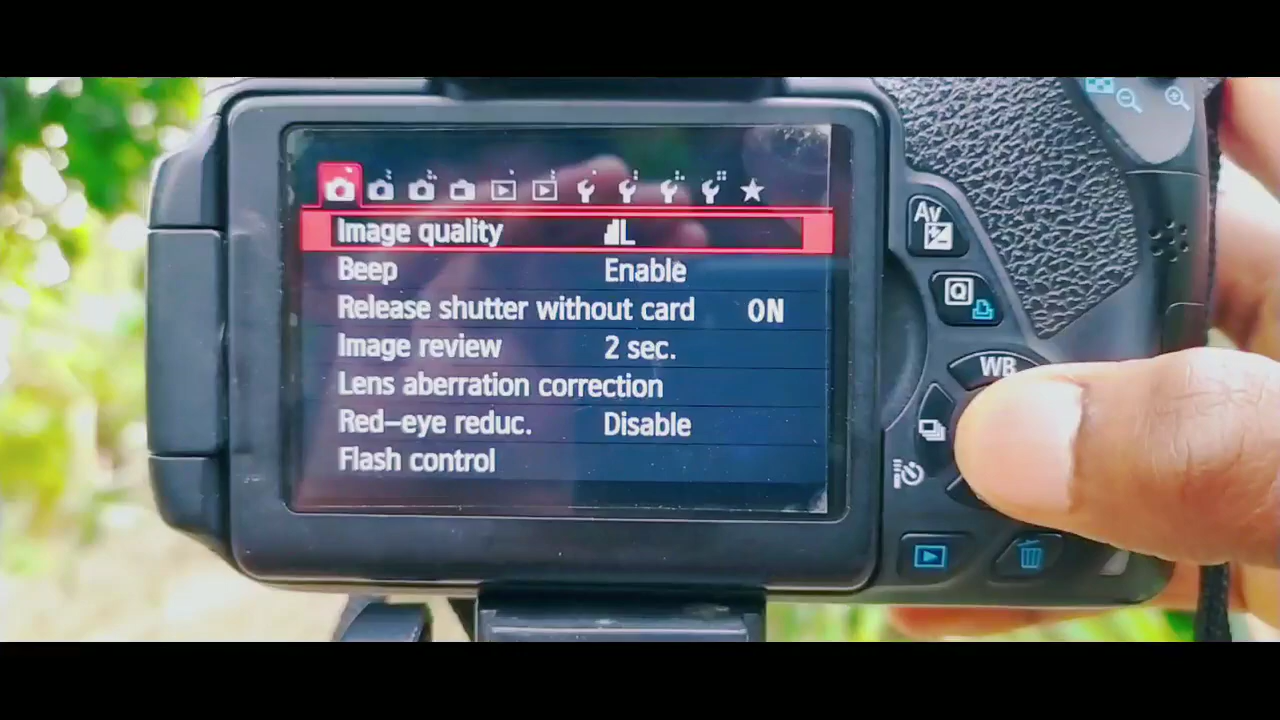 Image quality L
Beep Enable
Release shutter without card ON
Image review 2 sec.
Lens aberration correction
Red-eye reduc. Disable
Flash control
Av
Q
WB